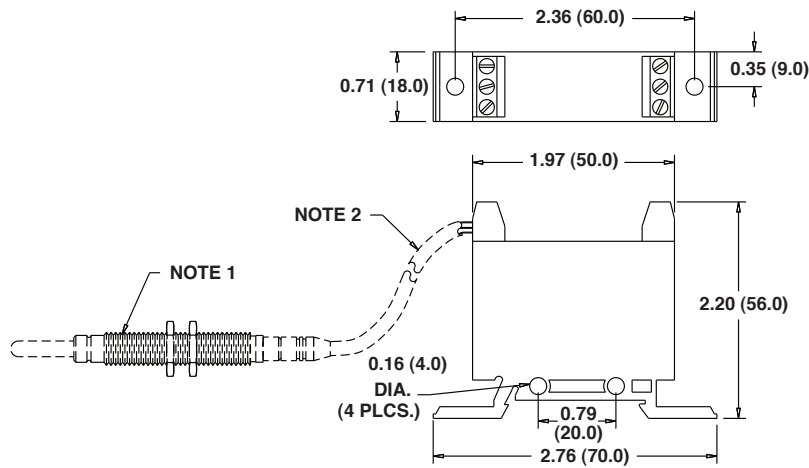 2.36 (60.0)
0.71 (18.0)
0.35 (9.0)
1.97 (50.0)
NOTE 2
NOTE 1
2.20 (56.0)
0.16 (4.0)
DIA.
(4 PLCS.)
0.79
(20.0)
2.76 (70.0)